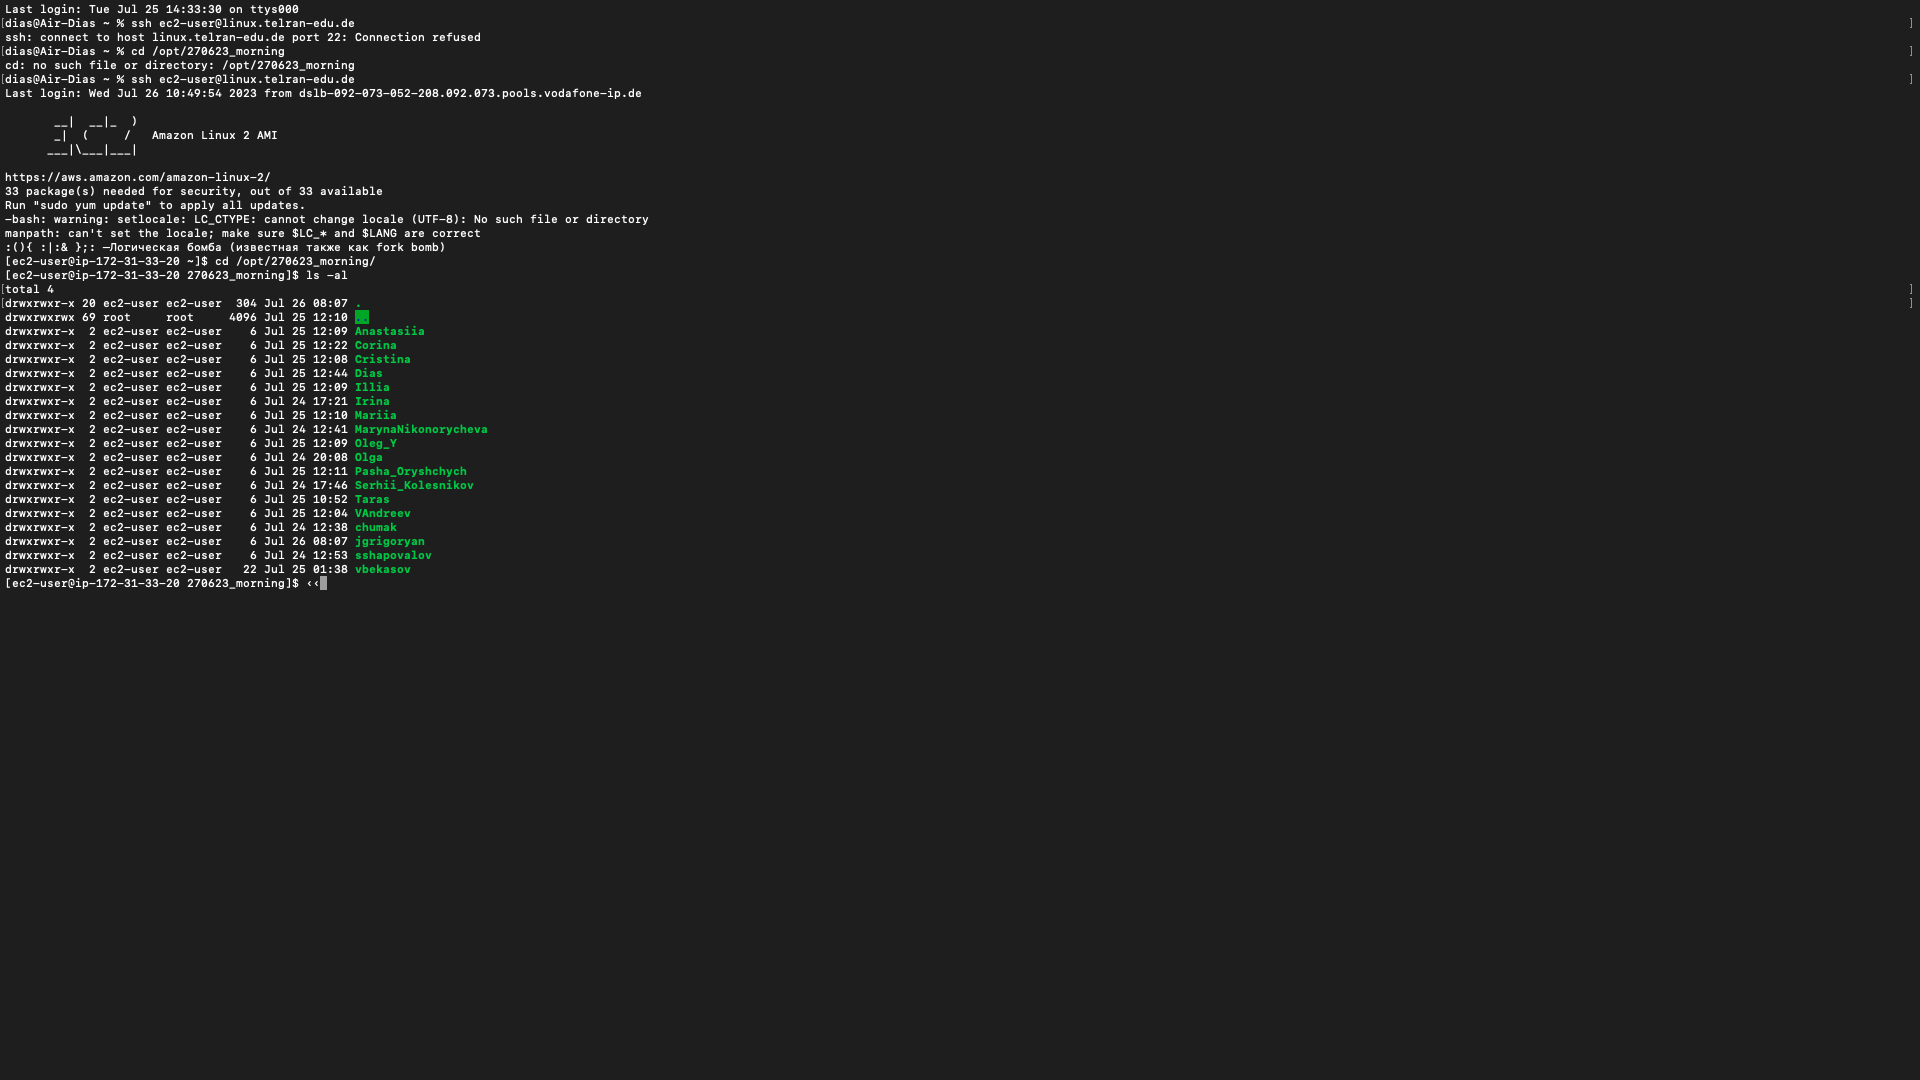 Last login: Tue Jul 25 14:33:30 on ttys000
[dias@Air-Dias ~ % ssh ec2-user@linux.telran-edu.de ]
ssh: connect to host linux.telran-edu.de port 22: Connection refused
[dias@Air-Dias ~ % cd /opt/270623_morning ]
cd: no such file or directory: /opt/270623_morning
[dias@Air-Dias ~ % ssh ec2-user@linux.telran-edu.de ]
Last login: Wed Jul 26 10:49:54 2023 from dslb-092-073-052-208.092.073.pools.vodafone-ip.de

       __|  __|_  )
       _|  (     /   Amazon Linux 2 AMI
      ___|\___|___|

https://aws.amazon.com/amazon-linux-2/
33 package(s) needed for security, out of 33 available
Run "sudo yum update" to apply all updates.
-bash: warning: setlocale: LC_CTYPE: cannot change locale (UTF-8): No such file or directory
manpath: can't set the locale; make sure $LC_* and $LANG are correct
:(){ :|:& };: —Логическая бомба (известная также как fork bomb)
[ec2-user@ip-172-31-33-20 ~]$ cd /opt/270623_morning/
[ec2-user@ip-172-31-33-20 270623_morning]$ ls -al
[total 4 ]
[drwxrwxr-x 20 ec2-user ec2-user  304 Jul 26 08:07 . ]
drwxrwxrwx 69 root     root     4096 Jul 25 12:10 ..
drwxrwxr-x  2 ec2-user ec2-user    6 Jul 25 12:09 Anastasiia
drwxrwxr-x  2 ec2-user ec2-user    6 Jul 25 12:22 Corina
drwxrwxr-x  2 ec2-user ec2-user    6 Jul 25 12:08 Cristina
drwxrwxr-x  2 ec2-user ec2-user    6 Jul 25 12:44 Dias
drwxrwxr-x  2 ec2-user ec2-user    6 Jul 25 12:09 Illia
drwxrwxr-x  2 ec2-user ec2-user    6 Jul 24 17:21 Irina
drwxrwxr-x  2 ec2-user ec2-user    6 Jul 25 12:10 Mariia
drwxrwxr-x  2 ec2-user ec2-user    6 Jul 24 12:41 MarynaNikonorycheva
drwxrwxr-x  2 ec2-user ec2-user    6 Jul 25 12:09 Oleg_Y
drwxrwxr-x  2 ec2-user ec2-user    6 Jul 24 20:08 Olga
drwxrwxr-x  2 ec2-user ec2-user    6 Jul 25 12:11 Pasha_Oryshchych
drwxrwxr-x  2 ec2-user ec2-user    6 Jul 24 17:46 Serhii_Kolesnikov
drwxrwxr-x  2 ec2-user ec2-user    6 Jul 25 10:52 Taras
drwxrwxr-x  2 ec2-user ec2-user    6 Jul 25 12:04 VAndreev
drwxrwxr-x  2 ec2-user ec2-user    6 Jul 24 12:38 chumak
drwxrwxr-x  2 ec2-user ec2-user    6 Jul 26 08:07 jgrigoryan
drwxrwxr-x  2 ec2-user ec2-user    6 Jul 24 12:53 sshapovalov
drwxrwxr-x  2 ec2-user ec2-user   22 Jul 25 01:38 vbekasov
[ec2-user@ip-172-31-33-20 270623_morning]$ ‹‹